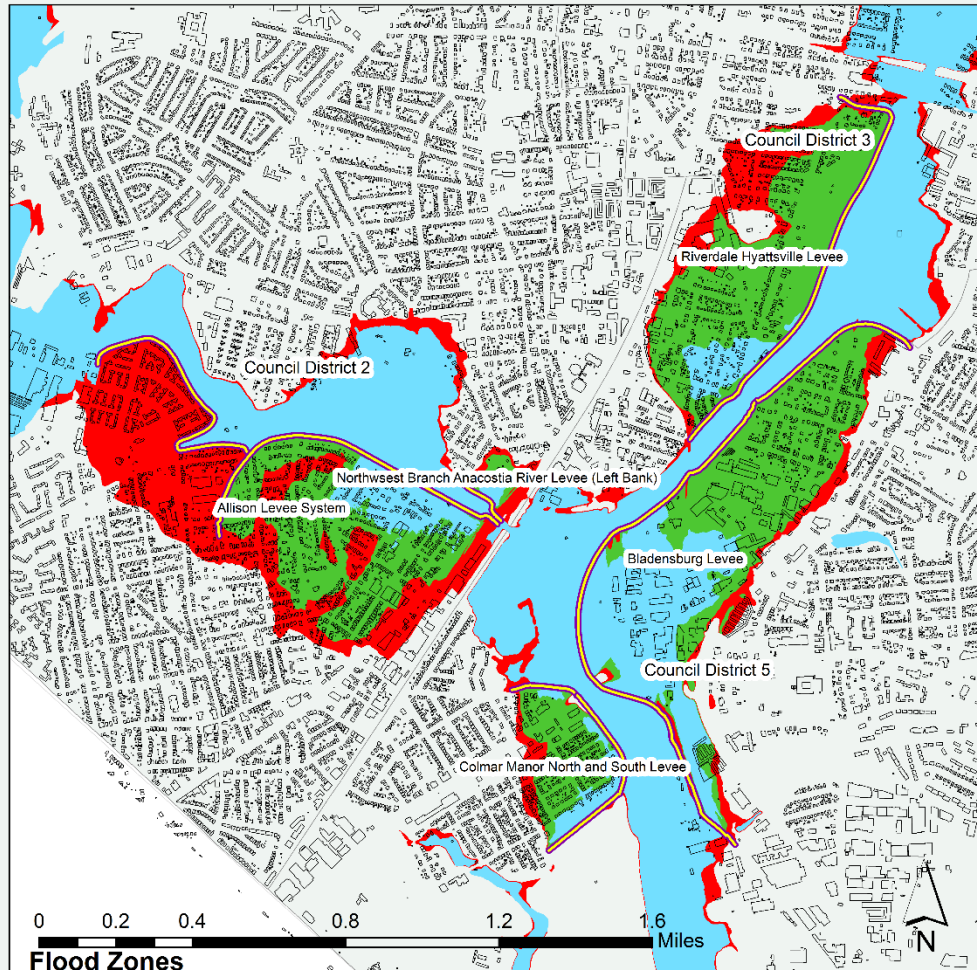 Council District 3
Riverdale Hyattsville Levee
Council District 2
Northwsest Branch Anacostia River Levee (Left Bank)
Allison Levee System
Bladensburg Levee
Council District 5
Colmar Manor North and South Levee
0 0.2 0.4 0.8 1.2 1.6
Miles
N
Flood Zones